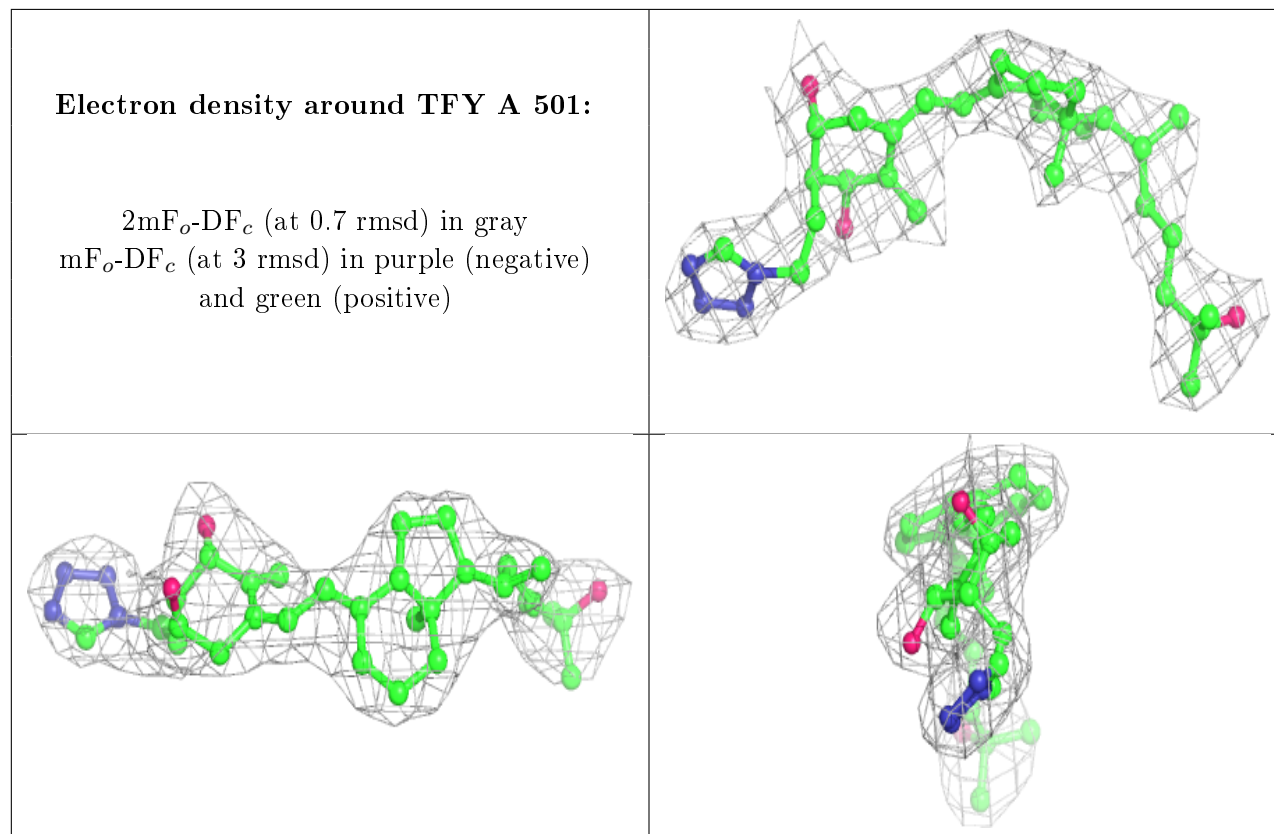 Electron density around TFY A 501:
2mFo-DFc (at 0.7 rmsd) in gray
mFo-DFc (at 3 rmsd) in purple (negative)
and green (positive)